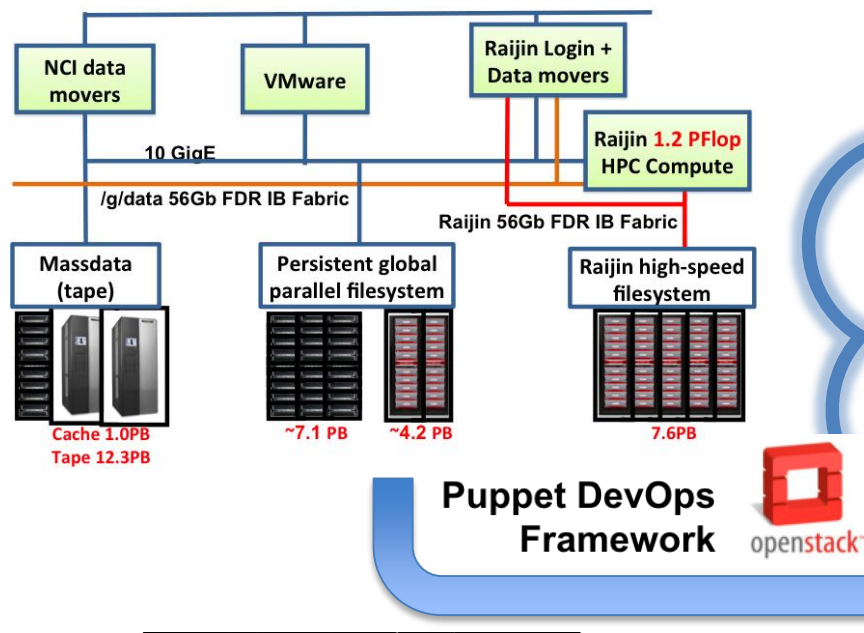 NCI data
movers
VMware
Raijin Login +
Data movers
Raijin 1.2 PFlop
HPC Compute
10 GigE
/g/data 56Gb FDR IB Fabric
Raijin 56Gb FDR IB Fabric
Massdata
(tape)
Persistent global
parallel filesystem
Raijin high-speed
filesystem
Cache 1.0PB
Tape 12.3PB
~7.1 PB
~4.2 PB
7.6PB
Puppet DevOps
Framework
openstack™